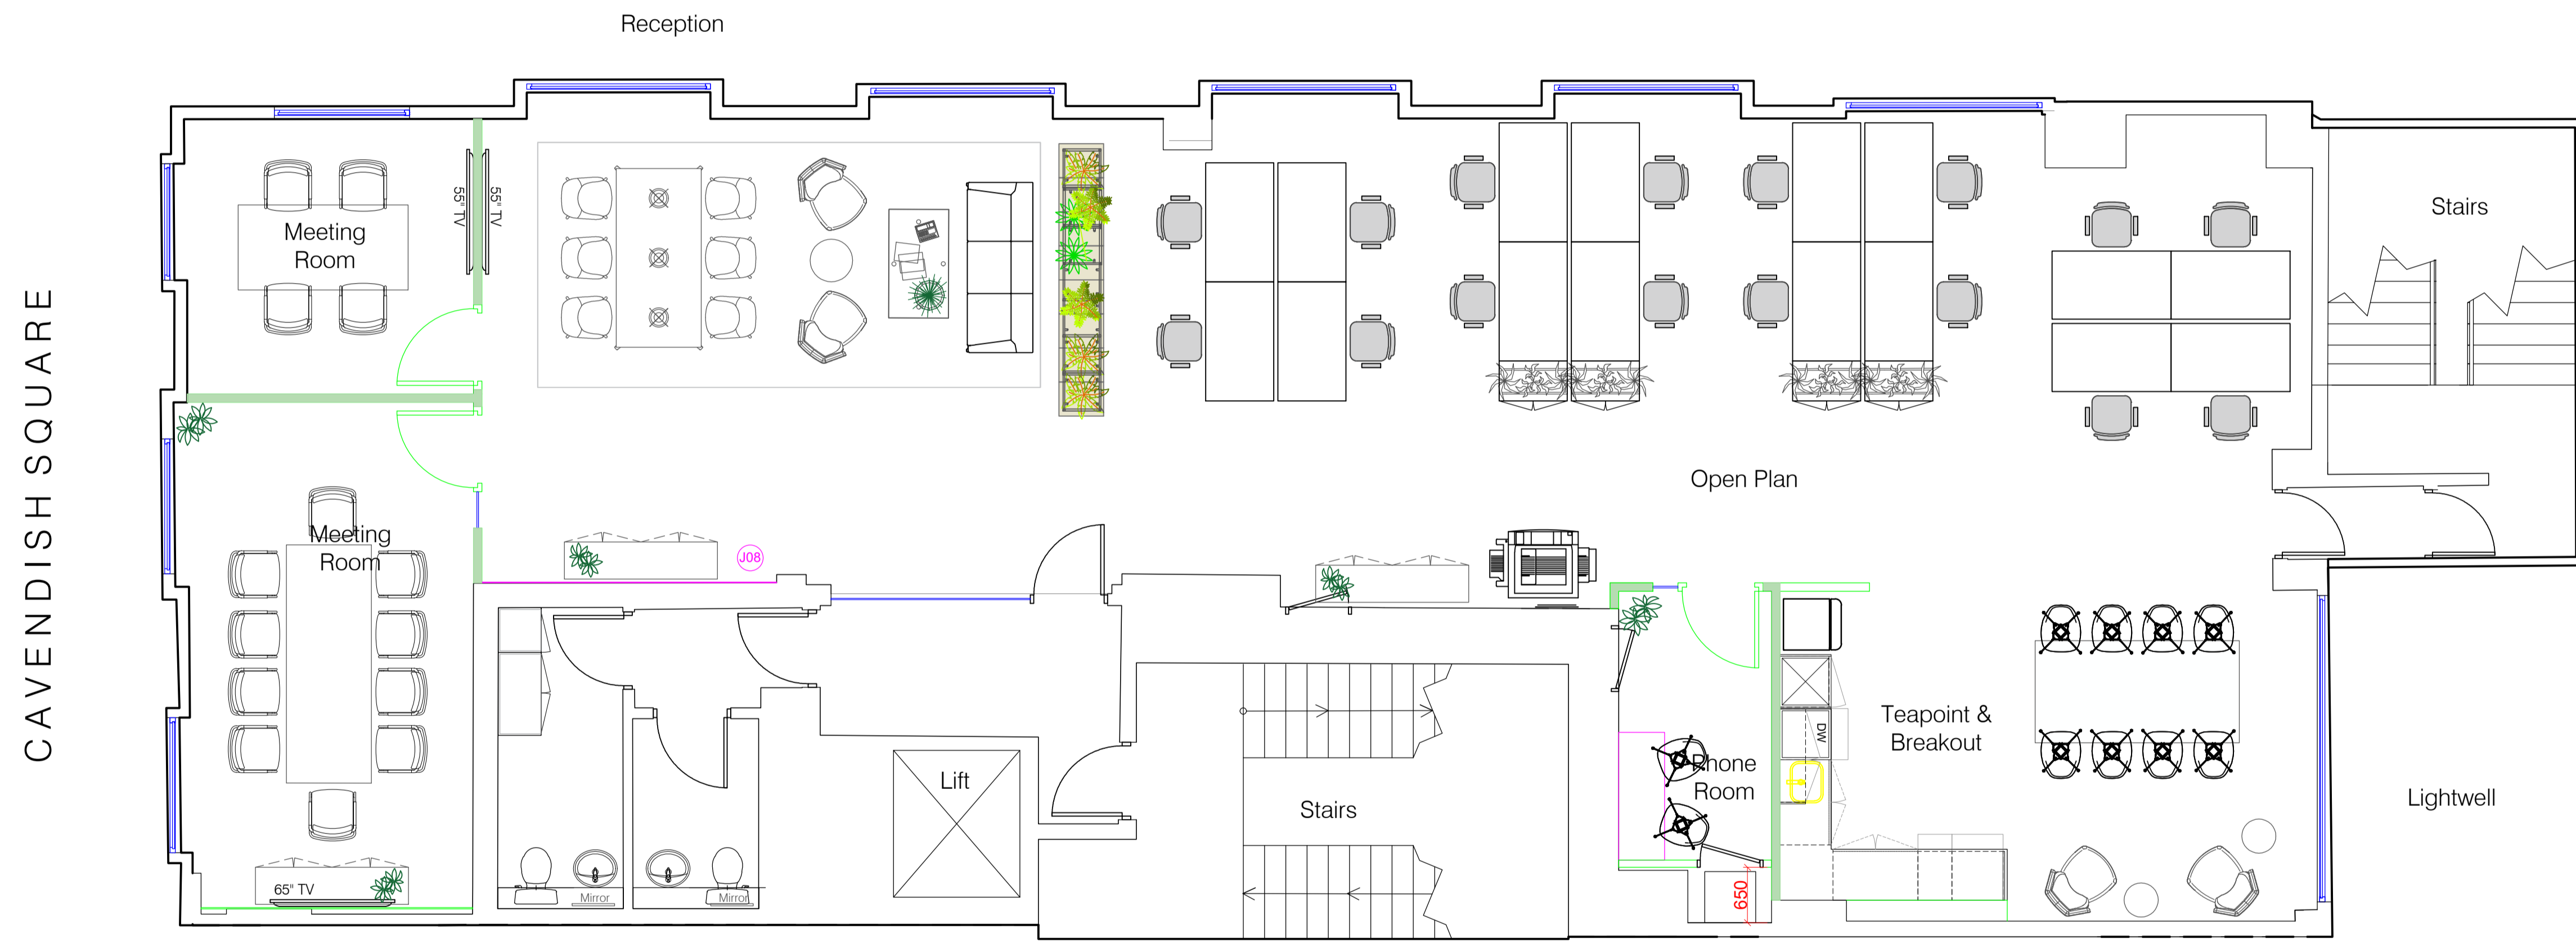 Reception
CAVENDISH SQUARE
Meeting
Room
55" TV
55" TV
Stairs
Open Plan
Meeting
Room
J08
DW
Teapoint &
Breakout
Phone
Room
Lift
Stairs
Lightwell
65" TV
Mirror
Mirror
650